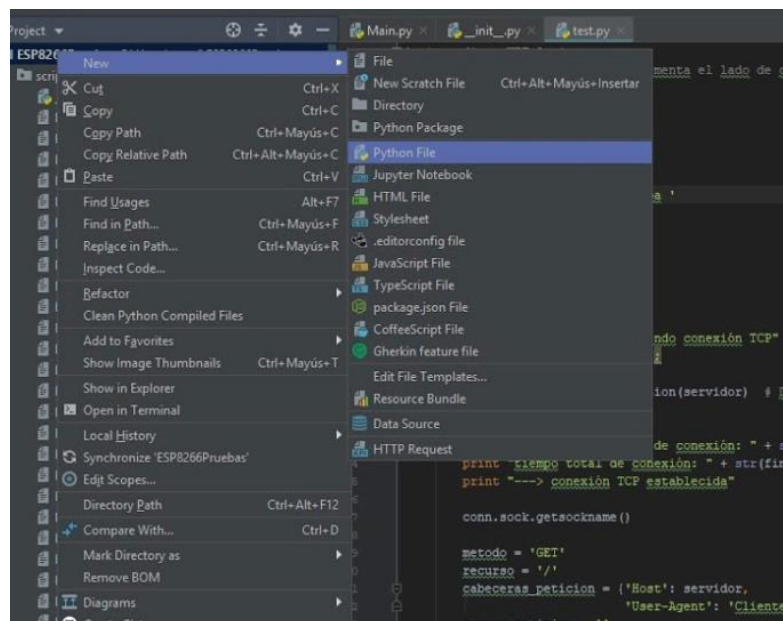 Project
Main.py
__init__.py
test.py
New
Cut Ctrl+X
Copy Ctrl+C
Copy Path Ctrl+Mayús+C
Copy Relative Path Ctrl+Alt+Mayús+C
Paste Ctrl+V
Find Usages Alt+F7
Find in Path... Ctrl+Mayús+F
Replace in Path... Ctrl+Mayús+R
Inspect Code...
Refactor
Clean Python Compiled Files
Add to Favorites
Show Image Thumbnails Ctrl+Mayús+T
Show in Explorer
Open in Terminal
Local History
Synchronize 'ESP8266Pruebas'
Edit Scopes...
Directory Path Ctrl+Alt+F12
Compare With... Ctrl+D
Mark Directory as
Remove BOM
Diagrams
File
New Scratch File Ctrl+Alt+Mayús+Insertar
Directory
Python Package
Python File
Jupyter Notebook
HTML File
Stylesheet
.editorconfig file
JavaScript File
TypeScript File
package.json File
CoffeeScript File
Gherkin feature file
Edit File Templates...
Resource Bundle
Data Source
HTTP Request
el lado de
conexión TCP"
(servidor) #
de conexión: " +
print "tiempo total de conexión: " + str(
print "---> conexión TCP establecida"
conn.sock.getsockname()
metodo = 'GET'
recurso = '/'
cabeceras_peticion = {'Host': servidor,
'User-Agent': 'Cliente